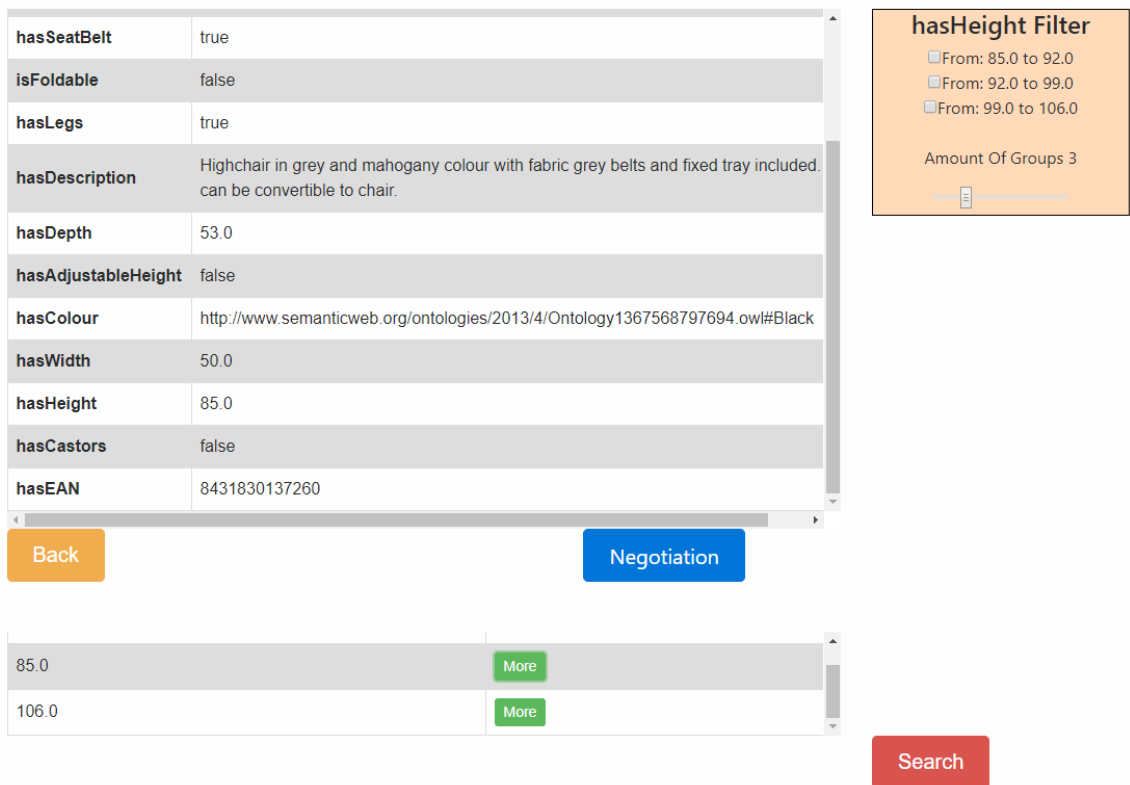 hasSeatBelt true
isFoldable false
hasLegs true
hasDescription Highchair in grey and mahogany colour with fabric grey belts and fixed tray included.
can be convertible to chair.
hasDepth 53.0
hasAdjustableHeight false
hasColour http://www.semanticweb.org/ontologies/2013/4/Ontology1367568797694.owl#Black
hasWidth 50.0
hasHeight 85.0
hasCastors false
hasEAN 8431830137260
Back Negotiation
85.0 More
106.0 More
hasHeight Filter
From: 85.0 to 92.0
From: 92.0 to 99.0
From: 99.0 to 106.0
Amount Of Groups 3
Search